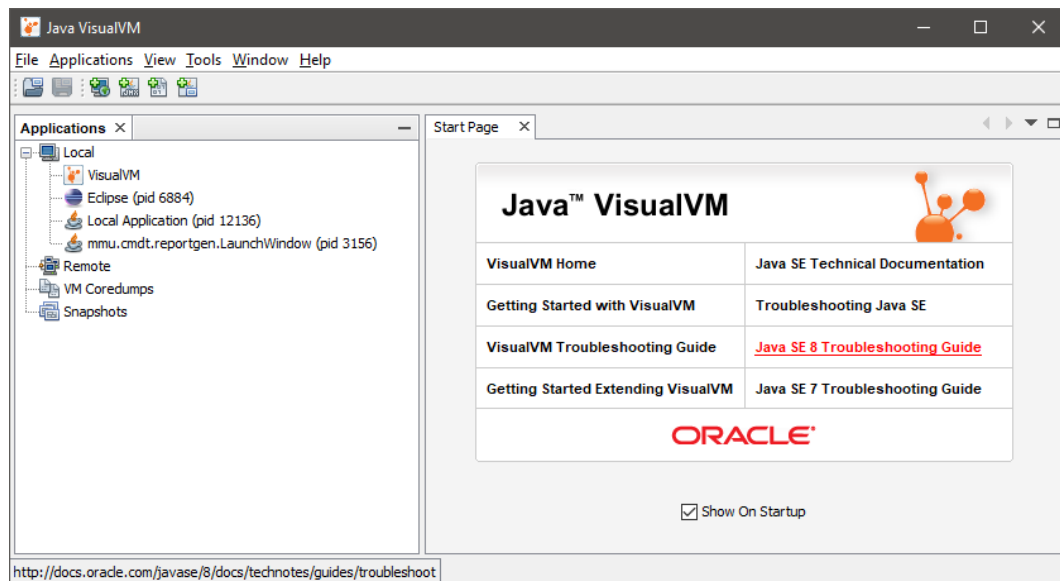 Java VisualVM
File Applications View Tools Window Help
Applications
Start Page
Local
VisualVM
Eclipse (pid 6884)
Local Application (pid 12136)
mmu.cmdt.reportgen.LaunchWindow (pid 3156)
Remote
VM Coredumps
Snapshots
Java™ VisualVM
VisualVM Home
Java SE Technical Documentation
Getting Started with VisualVM
Troubleshooting Java SE
VisualVM Troubleshooting Guide
Java SE 8 Troubleshooting Guide
Getting Started Extending VisualVM
Java SE 7 Troubleshooting Guide
ORACLE®
Show On Startup
http://docs.oracle.com/javase/8/docs/technotes/guides/troubleshoot